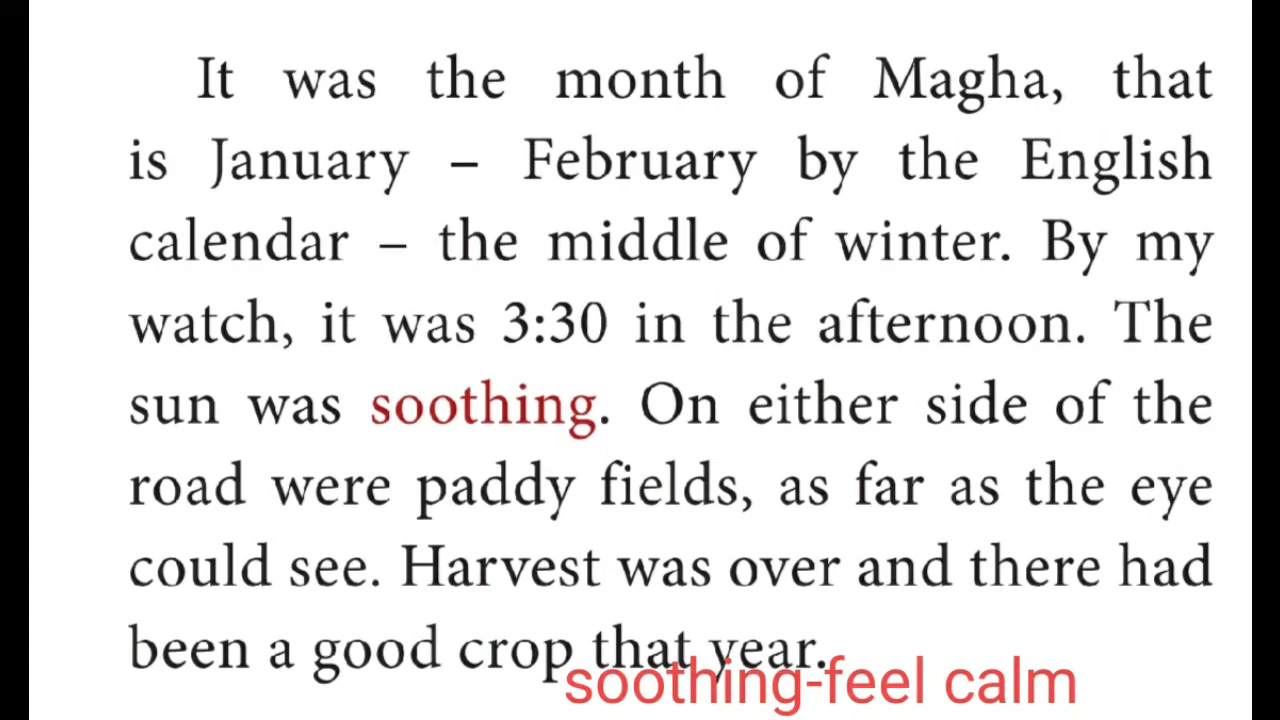 It was the month of Magha, that
is January – February by the English
calendar – the middle of winter. By my
watch, it was 3:30 in the afternoon. The
sun was soothing. On either side of the
road were paddy fields, as far as the eye
could see. Harvest was over and there had
been a good crop that year.
soothing-feel calm